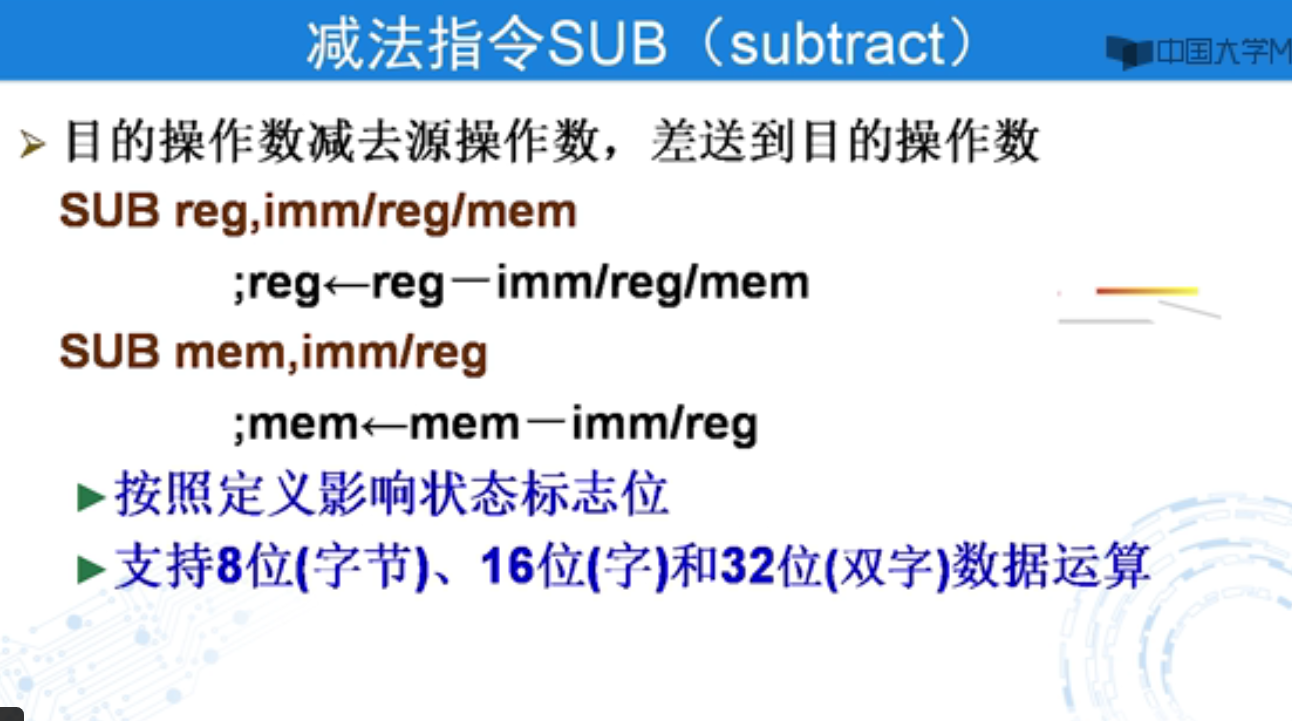 减法指令SUB（subtract）
中国大学M
目的操作数减去源操作数，差送到目的操作数
SUB reg,imm/reg/mem
;reg←reg－imm/reg/mem
SUB mem,imm/reg
;mem←mem－imm/reg
按照定义影响状态标志位
支持8位(字节)、16位(字)和32位(双字)数据运算